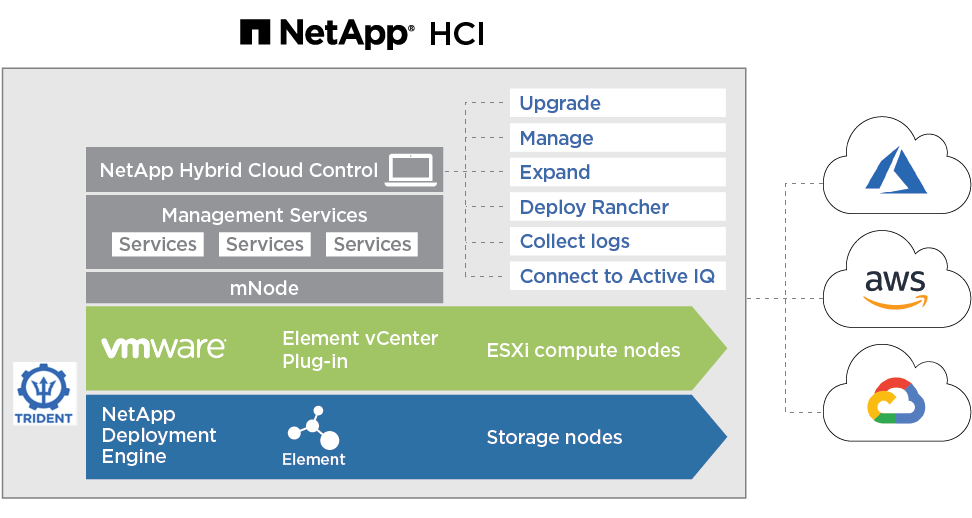 NetApp® HCI
Upgrade
Manage
Expand
Deploy Rancher
Collect logs
Connect to Active IQ
NetApp Hybrid Cloud Control
Management Services
Services Services Services
mNode
vmware®
Element vCenter
Plug-in
ESXi compute nodes
TRIDENT
NetApp
Deployment
Engine
Element
Storage nodes
aws